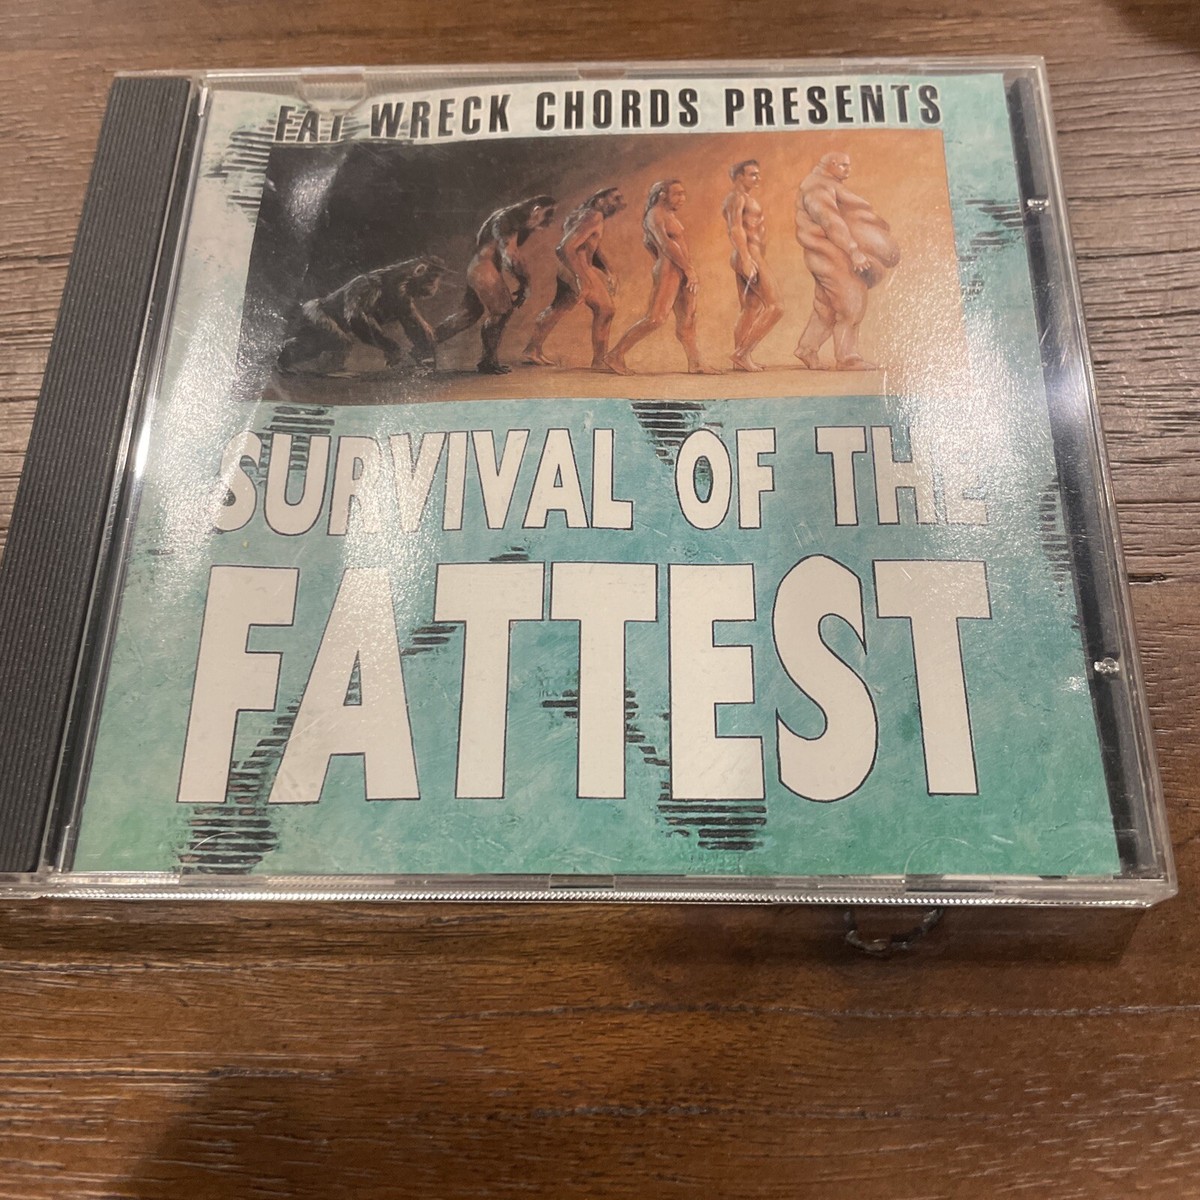 FAT WRECK CHORDS PRESENTS
SURVIVAL OF THE
FATTEST